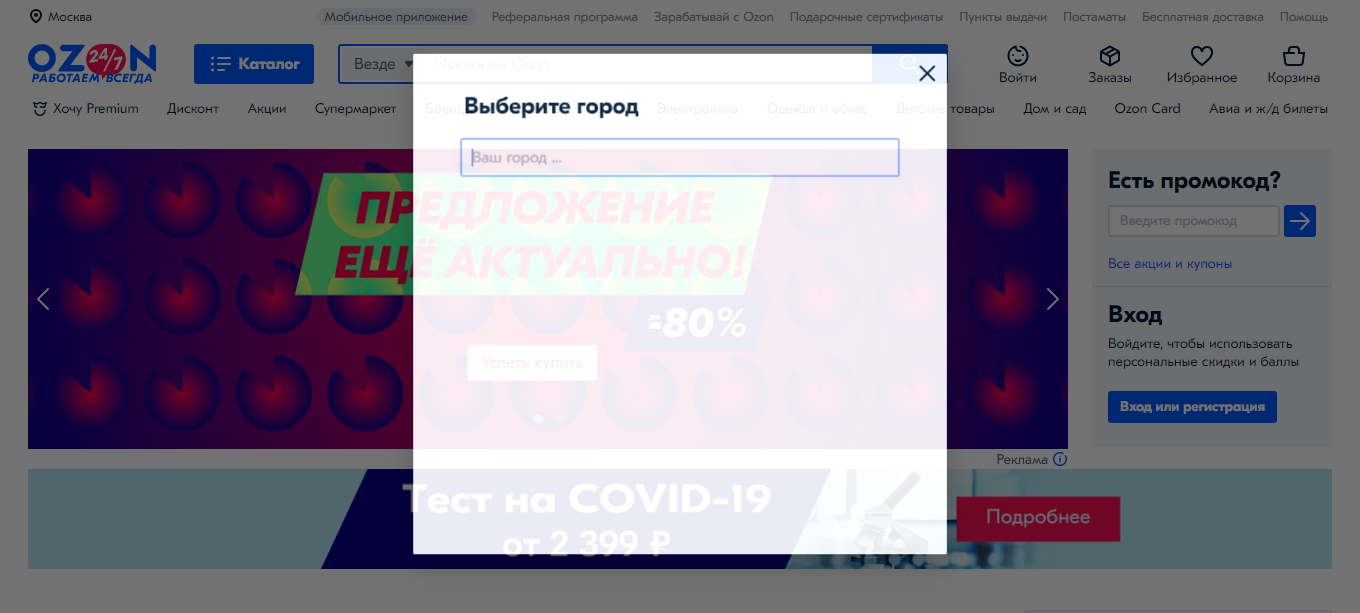 Москва
Мобильное приложение
Реферальная программа
Зарабатывай с Ozon
Подарочные сертификаты
Пункты выдачи
Постаматы
Бесплатная доставка
Помощь
OZON
24/7
РАБОТАЕМ ВСЕГДА
Каталог
Везде
Искать на Ozon
Войти
Заказы
Избранное
Корзина
Хочу Premium
Дисконт
Акции
Супермаркет
Электроника
Одежда и обувь
Детские товары
Дом и сад
Ozon Card
Авиа и ж/д билеты
Выберите город
Ваш город ...
ПРЕДЛОЖЕНИЕ
ЕЩЁ АКТУАЛЬНО!
-80%
Успеть купить
Есть промокод?
Введите промокод
Все акции и купоны
Вход
Войдите, чтобы использовать
персональные скидки и баллы
Вход или регистрация
Реклама
Тест на COVID-19
от 2 399 ₽
Подробнее